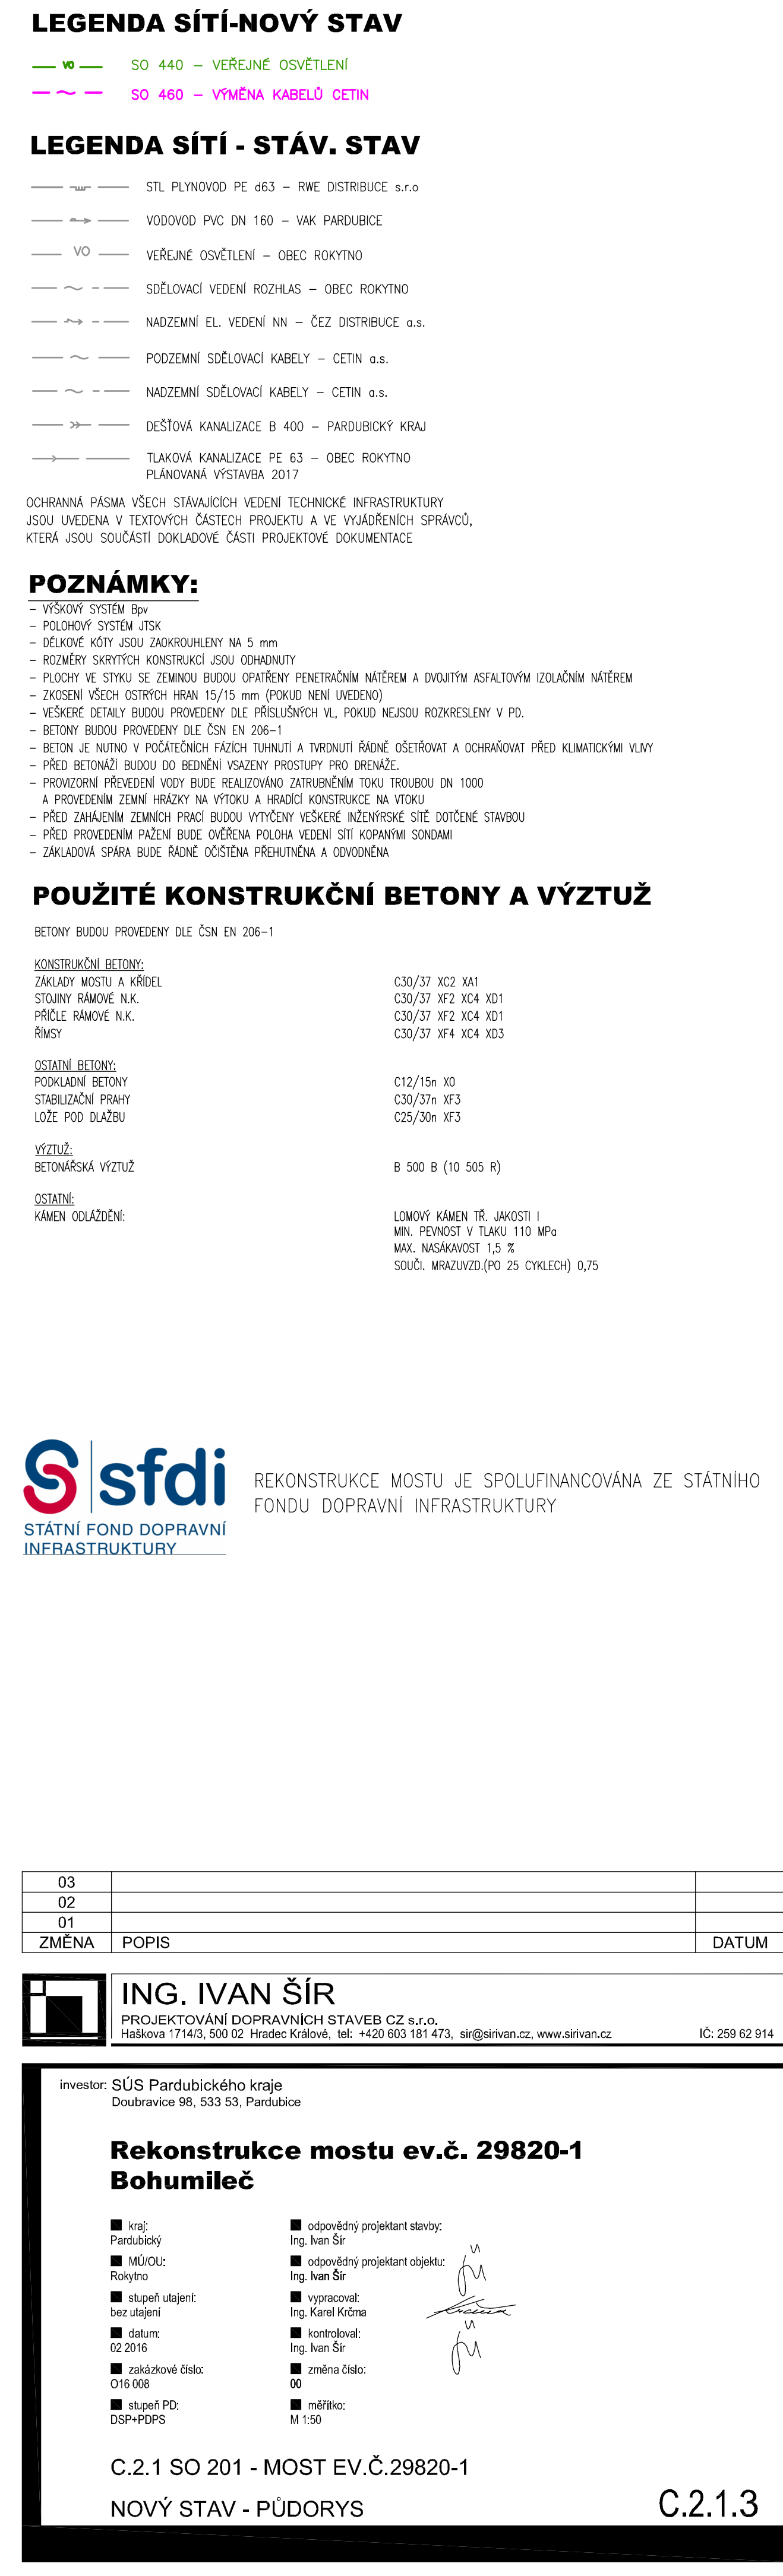 LEGENDA SÍTÍ-NOVÝ STAV
VO SO 440 – VEŘEJNÉ OSVĚTLENÍ
SO 460 – VÝMĚNA KABELŮ CETIN
LEGENDA SÍTÍ - STÁV. STAV
STL PLYNOVOD PE d63 – RWE DISTRIBUCE s.r.o
VODOVOD PVC DN 160 – VAK PARDUBICE
VO VEŘEJNÉ OSVĚTLENÍ – OBEC ROKYTNO
SDĚLOVACÍ VEDENÍ ROZHLAS – OBEC ROKYTNO
NADZEMNÍ EL. VEDENÍ NN – ČEZ DISTRIBUCE a.s.
PODZEMNÍ SDĚLOVACÍ KABELY – CETIN a.s.
NADZEMNÍ SDĚLOVACÍ KABELY – CETIN a.s.
DEŠŤOVÁ KANALIZACE B 400 – PARDUBICKÝ KRAJ
TLAKOVÁ KANALIZACE PE 63 – OBEC ROKYTNO
PLÁNOVANÁ VÝSTAVBA 2017
OCHRANNÁ PÁSMA VŠECH STÁVAJÍCÍCH VEDENÍ TECHNICKÉ INFRASTRUKTURY
JSOU UVEDENA V TEXTOVÝCH ČÁSTECH PROJEKTU A VE VYJÁDŘENÍCH SPRÁVCŮ,
KTERÁ JSOU SOUČÁSTÍ DOKLADOVÉ ČÁSTI PROJEKTOVÉ DOKUMENTACE
POZNÁMKY:
– VÝŠKOVÝ SYSTÉM Bpv
– POLOHOVÝ SYSTÉM JTSK
– DÉLKOVÉ KÓTY JSOU ZAOKROUHLENY NA 5 mm
– ROZMĚRY SKRYTÝCH KONSTRUKCÍ JSOU ODHADNUTY
– PLOCHY VE STYKU SE ZEMINOU BUDOU OPATŘENY PENETRAČNÍM NÁTĚREM A DVOJITÝM ASFALTOVÝM IZOLAČNÍM NÁTĚREM
– ZKOSENÍ VŠECH OSTRÝCH HRAN 15/15 mm (POKUD NENÍ UVEDENO)
– VEŠKERÉ DETAILY BUDOU PROVEDENY DLE PŘÍSLUŠNÝCH VL, POKUD NEJSOU ROZKRESLENY V PD.
– BETONY BUDOU PROVEDENY DLE ČSN EN 206–1
– BETON JE NUTNO V POČÁTEČNÍCH FÁZÍCH TUHNUTÍ A TVRDNUTÍ ŘÁDNĚ OŠETŘOVAT A OCHRAŇOVAT PŘED KLIMATICKÝMI VLIVY
– PŘED BETONÁŽÍ BUDOU DO BEDNĚNÍ VSAZENY PROSTUPY PRO DRENÁŽE.
– PROVIZORNÍ PŘEVEDENÍ VODY BUDE REALIZOVÁNO ZATRUBNĚNÍM TOKU TROUBOU DN 1000
A PROVEDENÍM ZEMNÍ HRÁZKY NA VÝTOKU A HRADÍCÍ KONSTRUKCE NA VTOKU
– PŘED ZAHÁJENÍM ZEMNÍCH PRACÍ BUDOU VYTYČENY VEŠKERÉ INŽENÝRSKÉ SÍTĚ DOTČENÉ STAVBOU
– PŘED PROVEDENÍM PAŽENÍ BUDE OVĚŘENA POLOHA VEDENÍ SÍTÍ KOPANÝMI SONDAMI
– ZÁKLADOVÁ SPÁRA BUDE ŘÁDNĚ OČIŠTĚNA PŘEHUTNĚNA A ODVODNĚNA
POUŽITÉ KONSTRUKČNÍ BETONY A VÝZTUŽ
BETONY BUDOU PROVEDENY DLE ČSN EN 206–1
KONSTRUKČNÍ BETONY:
ZÁKLADY MOSTU A KŘÍDEL C30/37 XC2 XA1
STOJINY RÁMOVÉ N.K. C30/37 XF2 XC4 XD1
PŘÍČLE RÁMOVÉ N.K. C30/37 XF2 XC4 XD1
ŘÍMSY C30/37 XF4 XC4 XD3
OSTATNÍ BETONY:
PODKLADNÍ BETONY C12/15n X0
STABILIZAČNÍ PRAHY C30/37n XF3
LOŽE POD DLAŽBU C25/30n XF3
VÝZTUŽ:
BETONÁŘSKÁ VÝZTUŽ B 500 B (10 505 R)
OSTATNÍ:
KÁMEN ODLÁŽDĚNÍ: LOMOVÝ KÁMEN TŘ. JAKOSTI I
MIN. PEVNOST V TLAKU 110 MPa
MAX. NASÁKAVOST 1,5 %
SOUČI. MRAZUVZD.(PO 25 CYKLECH) 0,75
sfdi
STÁTNÍ FOND DOPRAVNÍ
INFRASTRUKTURY
REKONSTRUKCE MOSTU JE SPOLUFINANCOVÁNA ZE STÁTNÍHO
FONDU DOPRAVNÍ INFRASTRUKTURY
03
02
01
ZMĚNA POPIS DATUM
ING. IVAN ŠÍR
PROJEKTOVÁNÍ DOPRAVNÍCH STAVEB CZ s.r.o.
Haškova 1714/3, 500 02 Hradec Králové, tel: +420 603 181 473, sir@sirivan.cz, www.sirivan.cz IČ: 259 62 914
investor: SÚS Pardubického kraje
Doubravice 98, 533 53, Pardubice
Rekonstrukce mostu ev.č. 29820-1
Bohumileč
kraj: odpovědný projektant stavby:
Pardubický Ing. Ivan Šír
MÚ/OU: odpovědný projektant objektu:
Rokytno Ing. Ivan Šír
stupeň utajení: vypracoval:
bez utajení Ing. Karel Krčma
datum: kontroloval:
02 2016 Ing. Ivan Šír
zakázkové číslo: změna číslo:
O16 008 00
stupeň PD: měřítko:
DSP+PDPS M 1:50
C.2.1 SO 201 - MOST EV.Č.29820-1
NOVÝ STAV - PŮDORYS C.2.1.3